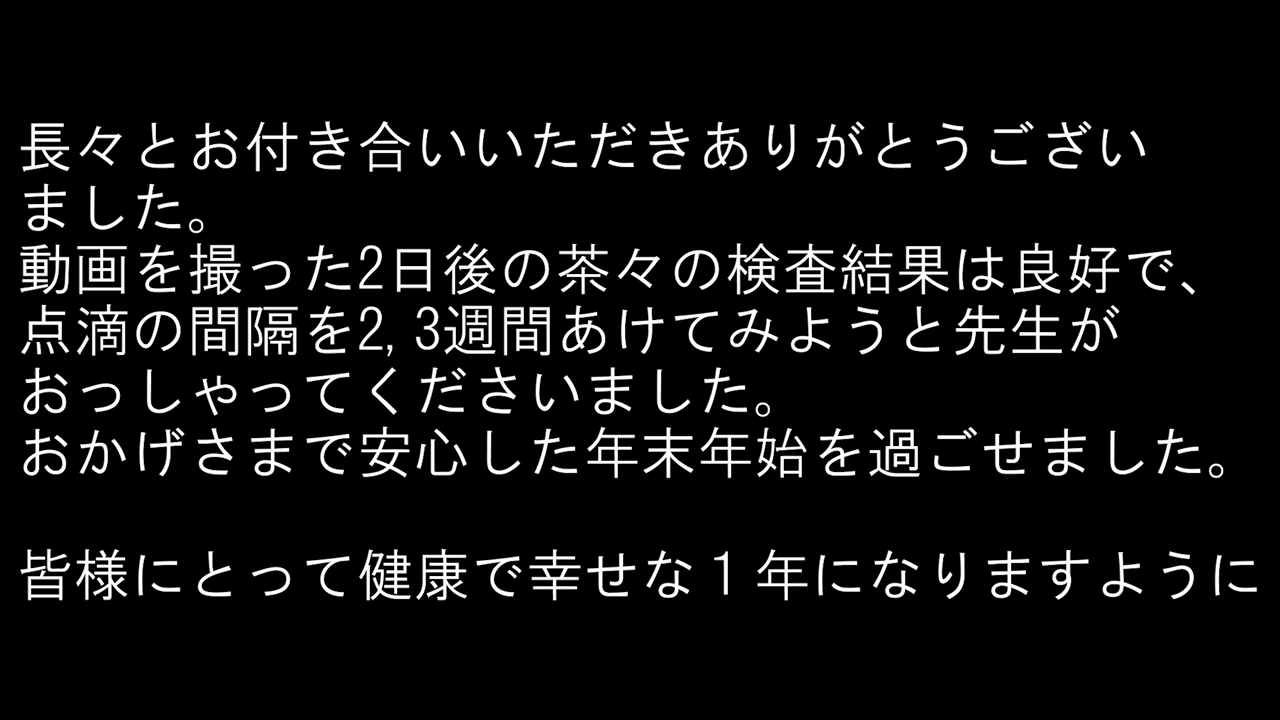 長々とお付き合いいただきありがとうござい
ました。
動画を撮った2日後の茶々の検査結果は良好で、
点滴の間隔を2,3週間あけてみようと先生が
おっしゃってくださいました。
おかげさまで安心した年末年始を過ごせました。
皆様にとって健康で幸せな１年になりますように